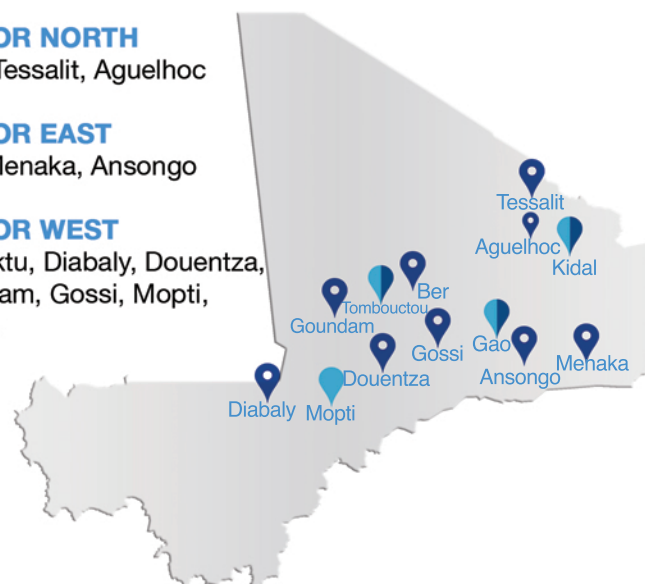 OR NORTH
Tessalit, Aguelhoc
OR EAST
lenaka, Ansongo
OR WEST
ktu, Diabaly, Douentza,
am, Gossi, Mopti,
Tessalit
Aguelhoc
Kidal
Ber
Tombouctou
Goundam
Gossi
Gao
Menaka
Ansongo
Douentza
Diabaly
Mopti